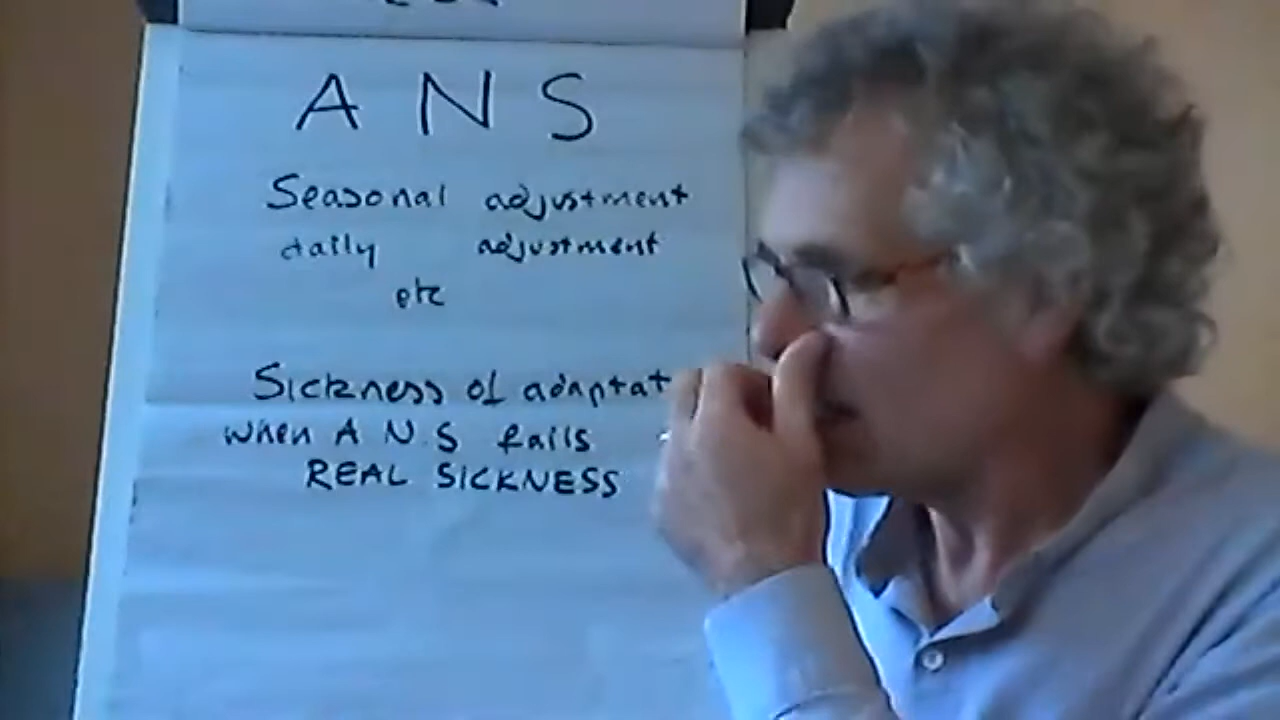 A N S
Seasonal adjustment
daily adjustment
etc
Sickness of adaptat
when A N.S fails
REAL SICKNESS